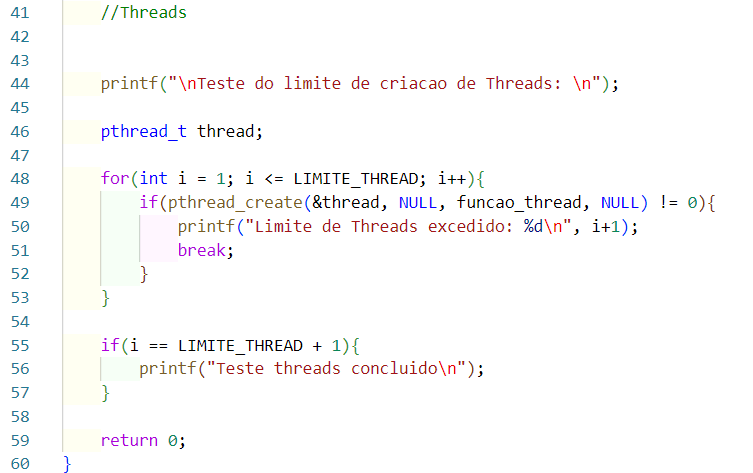 41 //Threads
42
43
44 printf("\nTeste do limite de criacao de Threads: \n");
45
46 pthread_t thread;
47
48 for(int i = 1; i <= LIMITE_THREAD; i++){
49 if(pthread_create(&thread, NULL, funcao_thread, NULL) != 0){
50 printf("Limite de Threads excedido: %d\n", i+1);
51 break;
52 }
53 }
54
55 if(i == LIMITE_THREAD + 1){
56 printf("Teste threads concluido\n");
57 }
58
59 return 0;
60 }